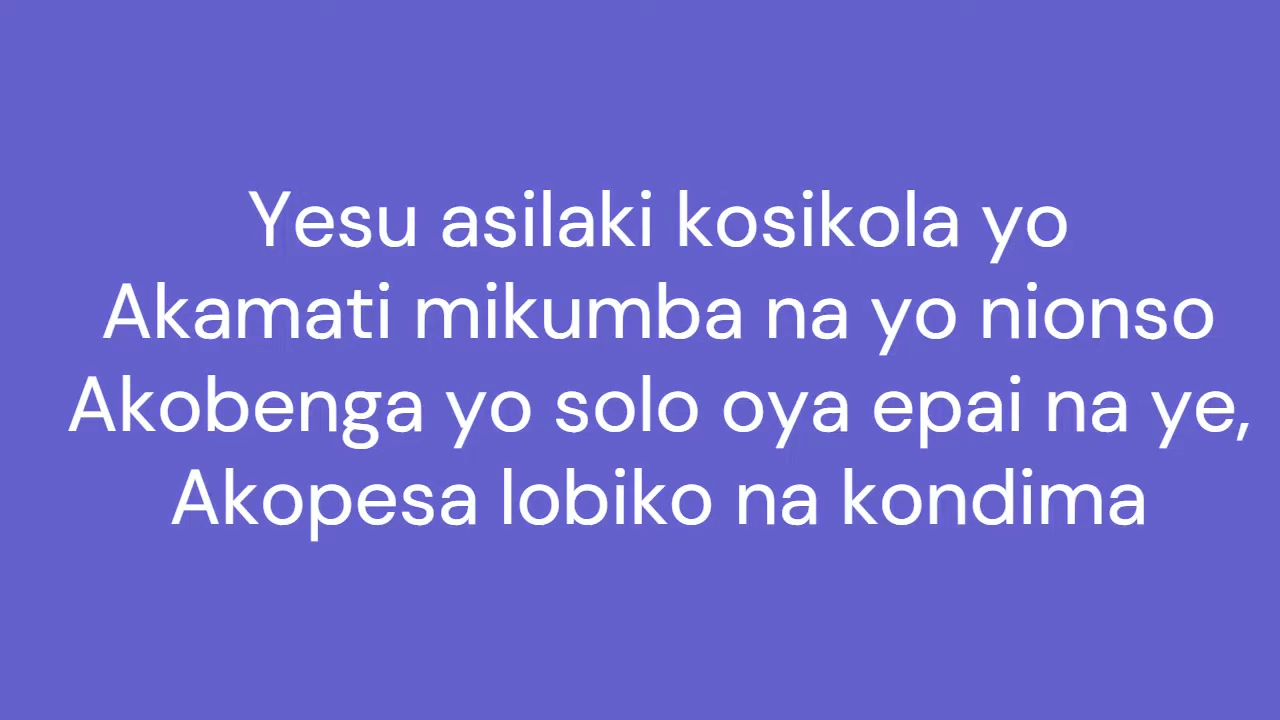 Yesu asilaki kosikola yo
Akamati mikumba na yo nionso
Akobenga yo solo oya epai na ye,
Akopesa lobiko na kondima